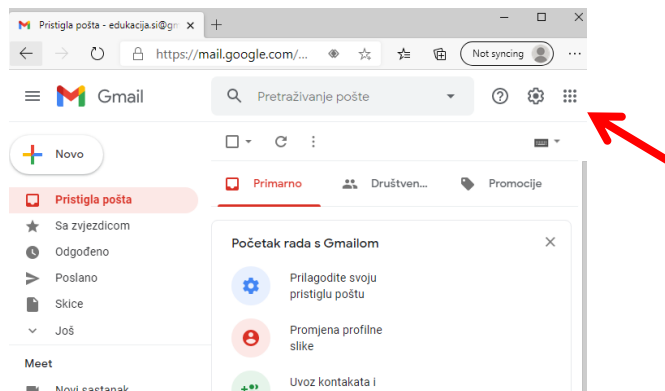 Pristigla pošta - edukacija.si@gm
https://mail.google.com/...
Not syncing
Gmail
Pretraživanje pošte
Novo
Primarno
Društven...
Promocije
Pristigla pošta
Sa zvjezdicom
Odgođeno
Poslano
Skice
Još
Početak rada s Gmailom
Prilagodite svoju
pristiglu poštu
Promjena profilne
slike
Uvoz kontakata i
Meet
Novi sastanak